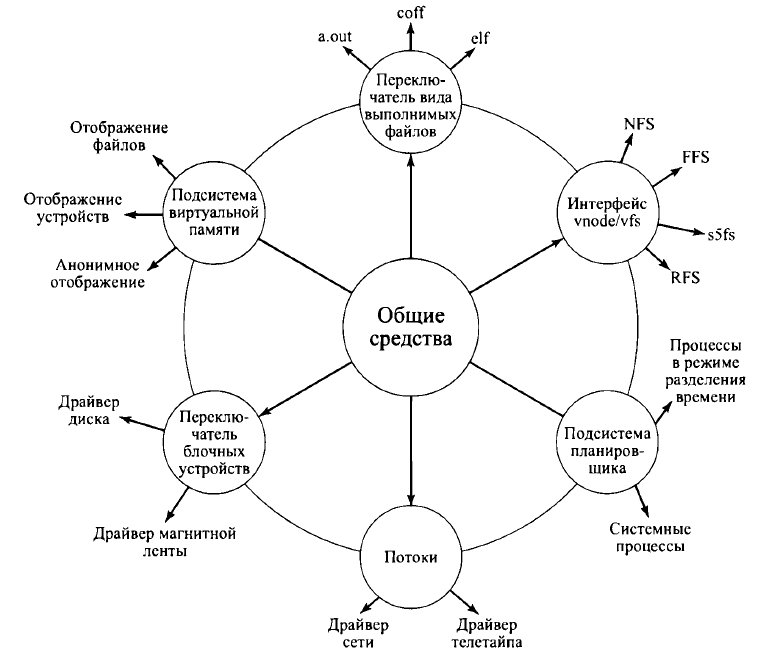 coff
a.out
elf
Переклю-
чатель вида
выполнимых
файлов
NFS
FFS
Интерфейс
vnode/vfs
s5fs
RFS
Отображение
файлов
Отображение
устройств
Анонимное
отображение
Подсистема
виртуальной
памяти
Общие
средства
Процессы
в режиме
разделения
времени
Подсистема
планиров-
щика
Системные
процессы
Драйвер
диска
Переклю-
чатель
блочных
устройств
Драйвер магнитной
ленты
Потоки
Драйвер
сети
Драйвер
телетайпа